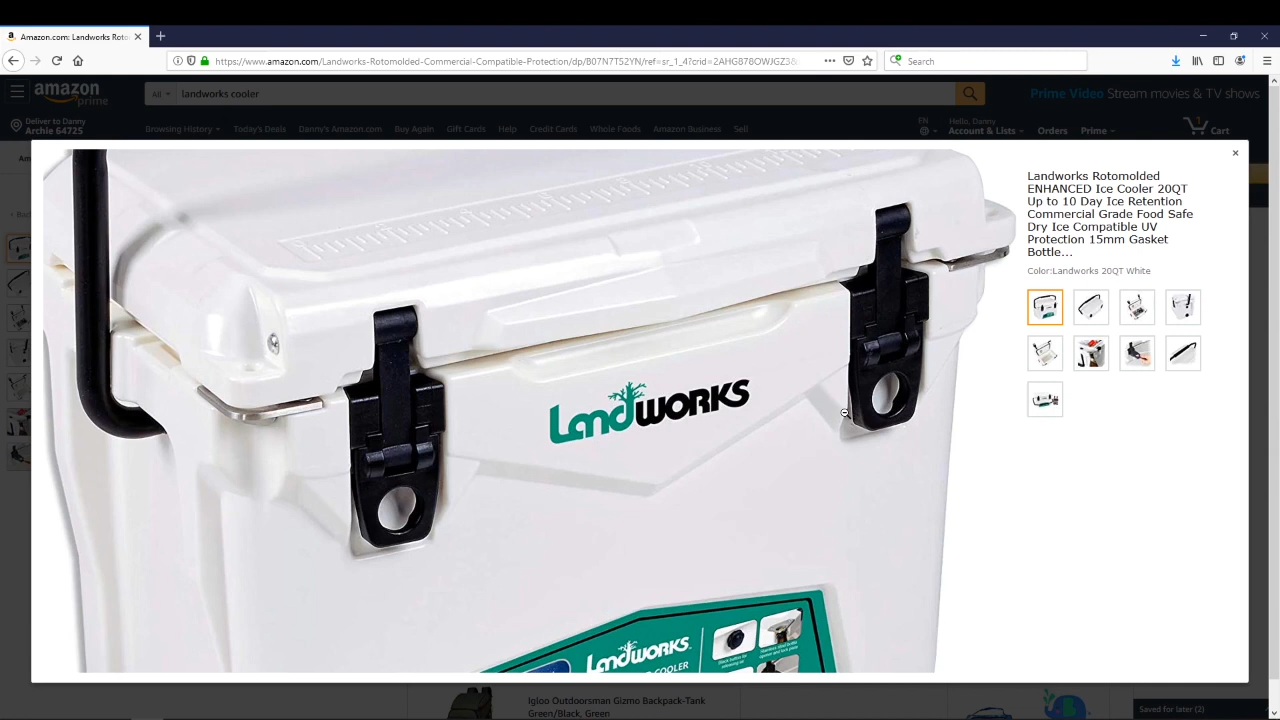 Amazon.com: Landworks Roto
https://www.amazon.com/Landworks-Rotomolded-Commercial-Compatible-Protection/dp/B07N7T52YN/ref=sr_1_4?crid=2AHG878OWJGZ3&
Search
amazon
prime
All
landworks cooler
Prime Video Stream movies & TV shows
Deliver to Danny
Archie 64725
Browsing History
Today's Deals
Danny's Amazon.com
Buy Again
Gift Cards
Help
Credit Cards
Whole Foods
Amazon Business
Sell
EN
Hello, Danny
Account & Lists
Orders
Prime
1
Cart
Landworks Rotomolded
ENHANCED Ice Cooler 20QT
Up to 10 Day Ice Retention
Commercial Grade Food Safe
Dry Ice Compatible UV
Protection 15mm Gasket
Bottle...
Color:Landworks 20QT White
LandWORKS
LandWORKS
COOLER
Igloo Outdoorsman Gizmo Backpack-Tank
Green/Black, Green
Saved for later (2)